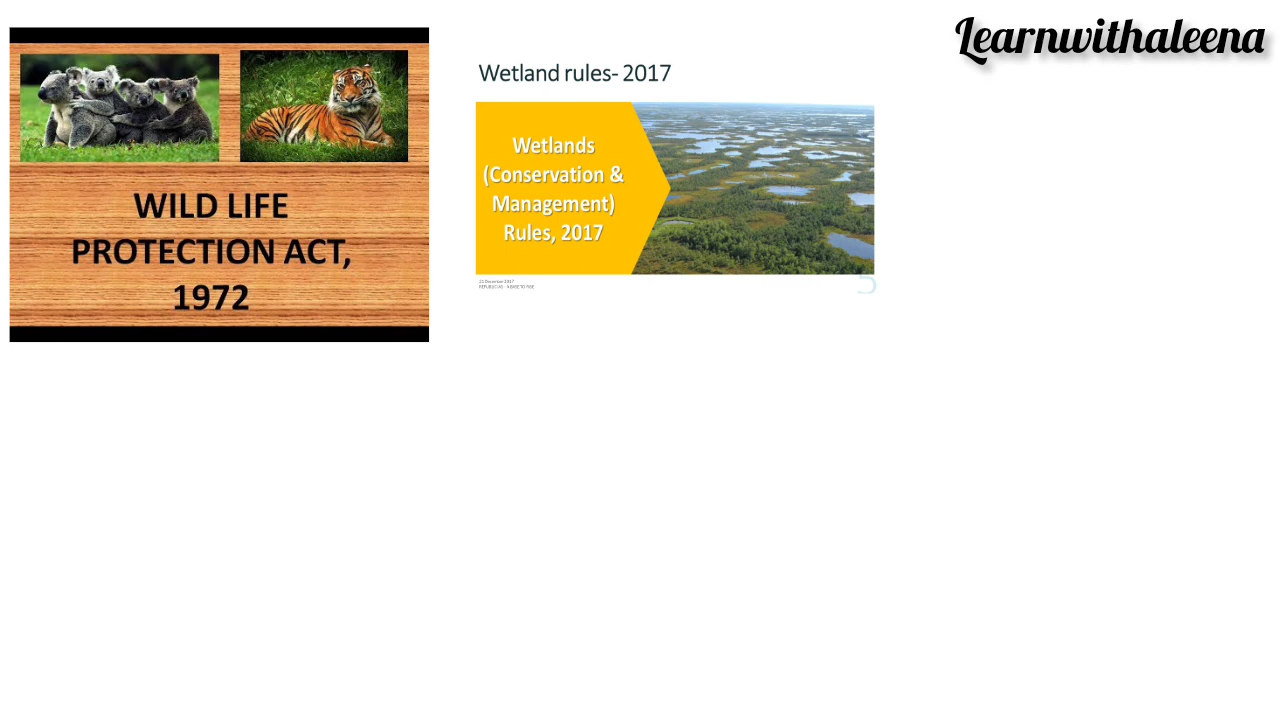 Learnwithaleena
WILD LIFE
PROTECTION ACT,
1972
Wetland rules- 2017
Wetlands
(Conservation &
Management)
Rules, 2017